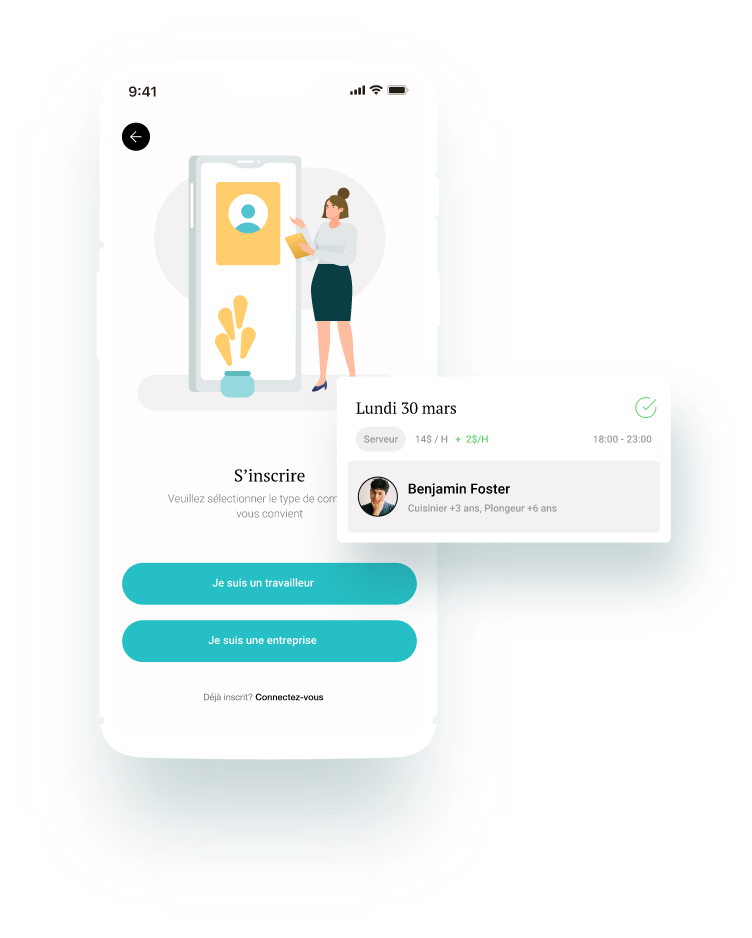 9:41
S’inscrire
Veuillez sélectionner le type de com
vous convient
Je suis un travailleur
Je suis une entreprise
Déjà inscrit? Connectez-vous
Lundi 30 mars
Serveur 14$ / H + 2$/H 18:00 - 23:00
Benjamin Foster
Cuisinier +3 ans, Plongeur +6 ans